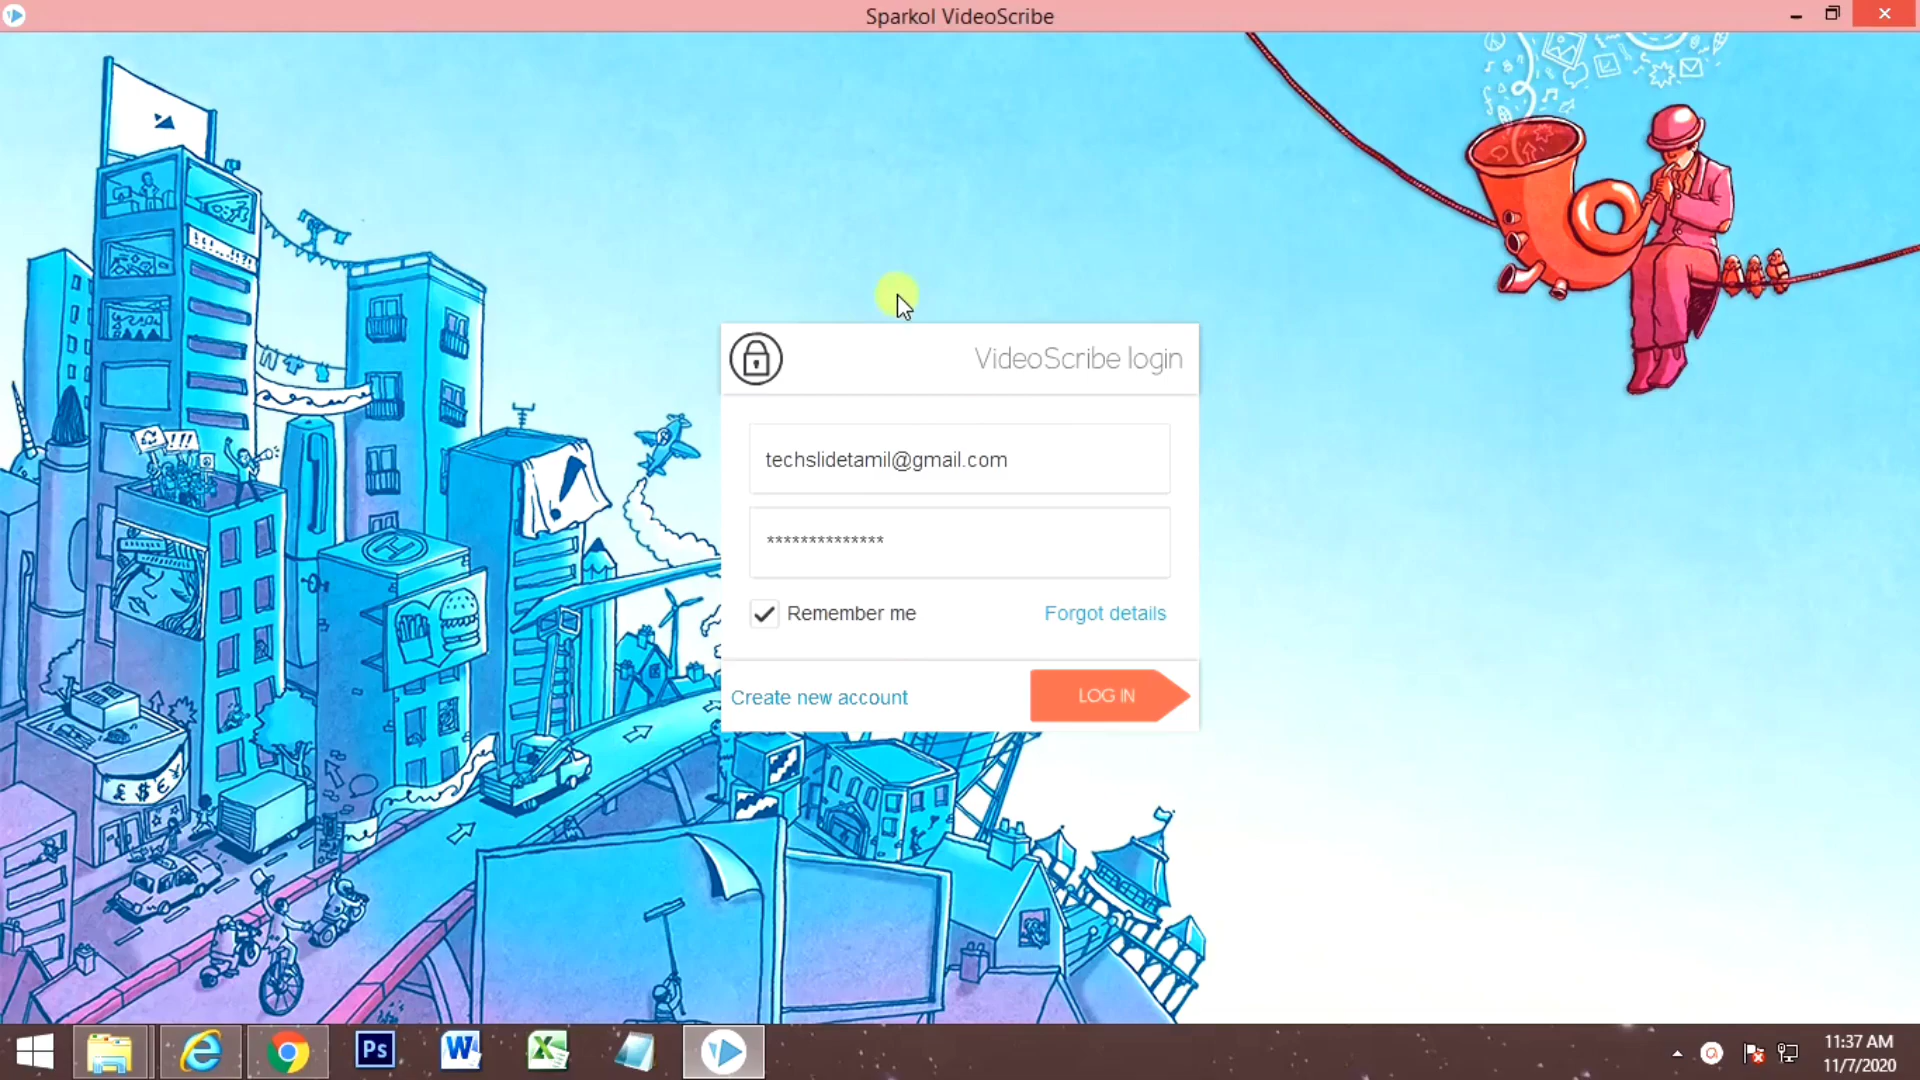 Sparkol VideoScribe
VideoScribe login
techslidetamil@gmail.com
**************
Remember me
Forgot details
Create new account
LOG IN
!!!
H
£ $ € ¥
Ps
W
X
11:37 AM
11/7/2020